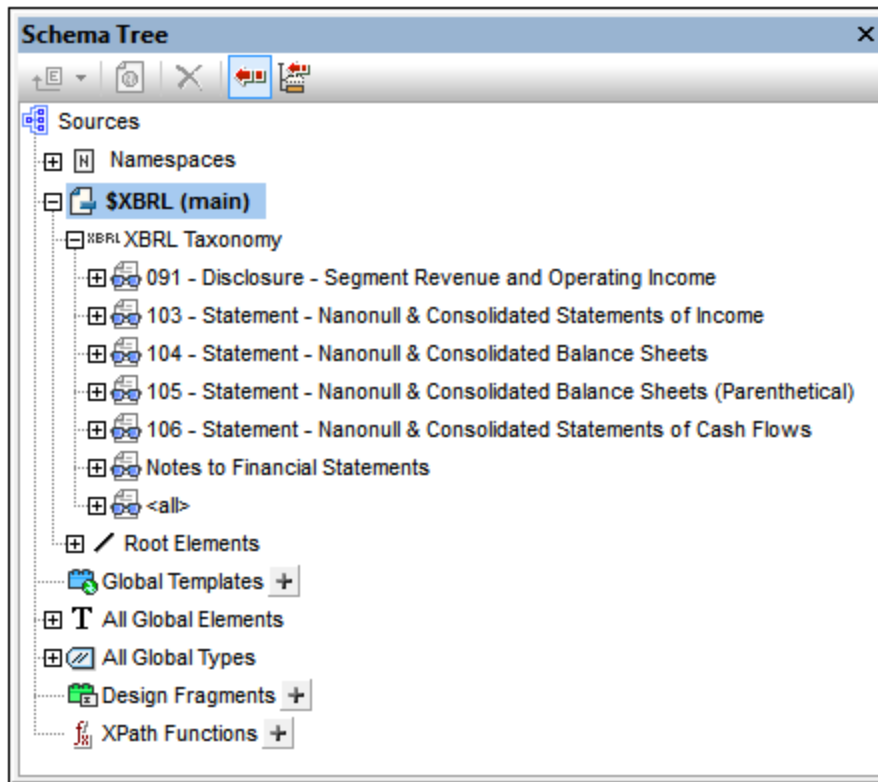 Schema Tree
E
Sources
N Namespaces
$XBRL (main)
XBRL XBRL Taxonomy
091 - Disclosure - Segment Revenue and Operating Income
103 - Statement - Nanonull & Consolidated Statements of Income
104 - Statement - Nanonull & Consolidated Balance Sheets
105 - Statement - Nanonull & Consolidated Balance Sheets (Parenthetical)
106 - Statement - Nanonull & Consolidated Statements of Cash Flows
Notes to Financial Statements
<all>
Root Elements
Global Templates +
T All Global Elements
All Global Types
Design Fragments +
fx XPath Functions +